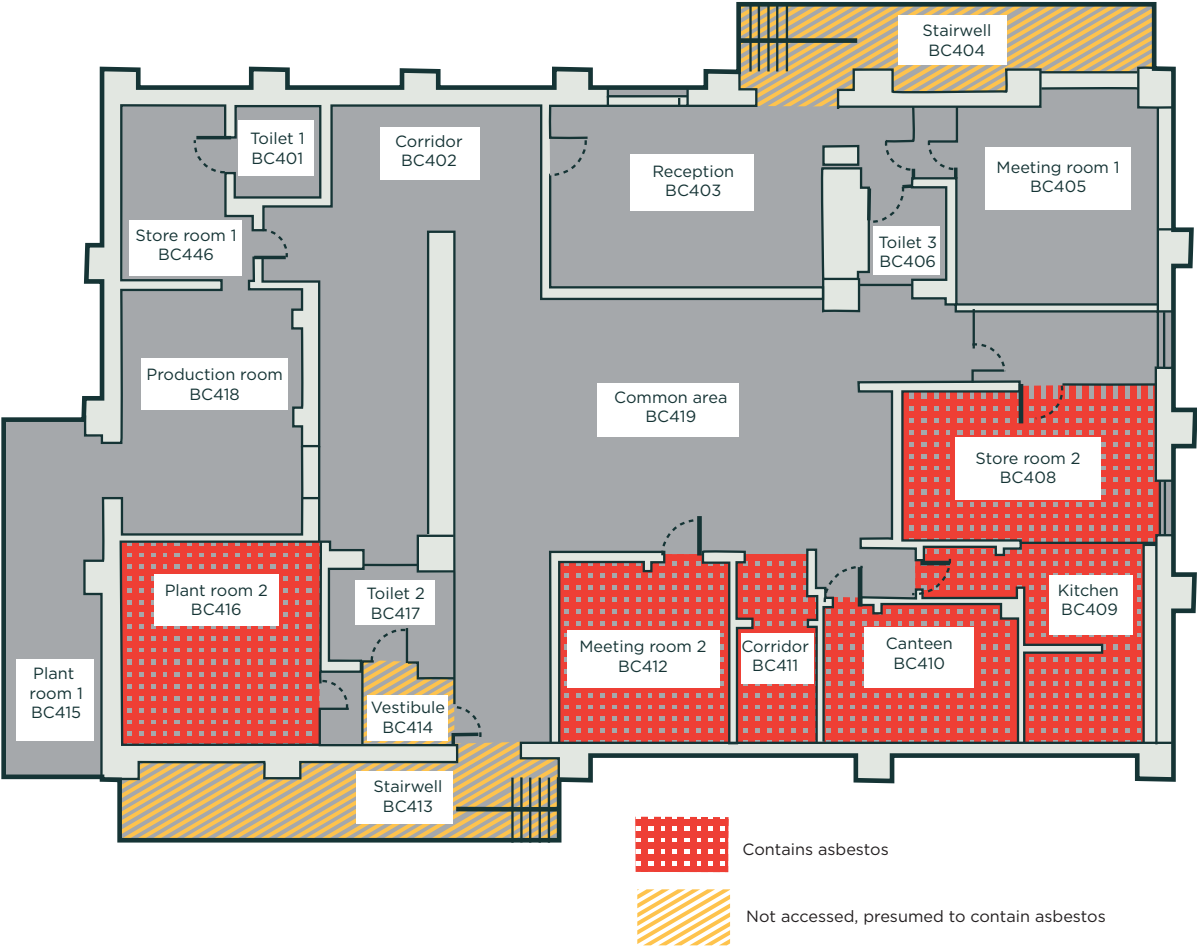 Stairwell
BC404
Toilet 1
BC401
Corridor
BC402
Reception
BC403
Meeting room 1
BC405
Store room 1
BC446
Toilet 3
BC406
Production room
BC418
Common area
BC419
Store room 2
BC408
Plant room 2
BC416
Toilet 2
BC417
Kitchen
BC409
Meeting room 2
BC412
Corridor
BC411
Canteen
BC410
Plant
room 1
BC415
Vestibule
BC414
Stairwell
BC413
Contains asbestos
Not accessed, presumed to contain asbestos